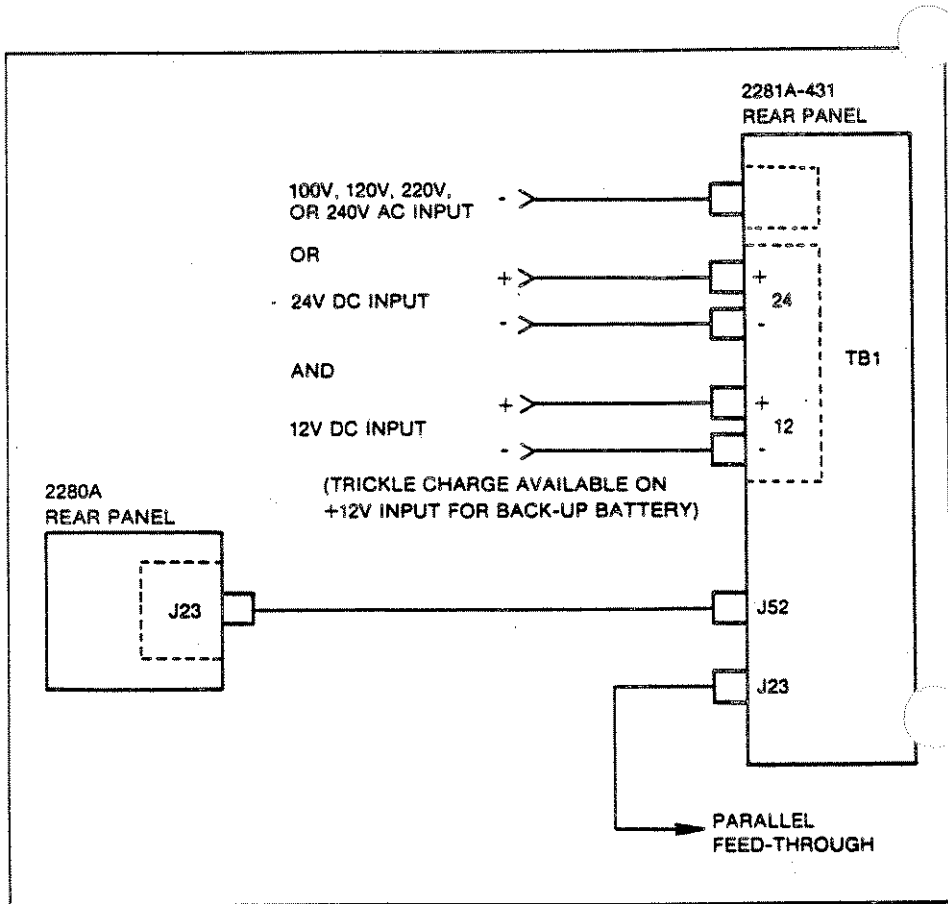 2281A-431
REAR PANEL
100V, 120V, 220V,
OR 240V AC INPUT
-
OR
+
+
24V DC INPUT
24
-
-
TB1
AND
+
+
12V DC INPUT
12
-
-
(TRICKLE CHARGE AVAILABLE ON
+12V INPUT FOR BACK-UP BATTERY)
2280A
REAR PANEL
J23
J52
J23
PARALLEL
FEED-THROUGH